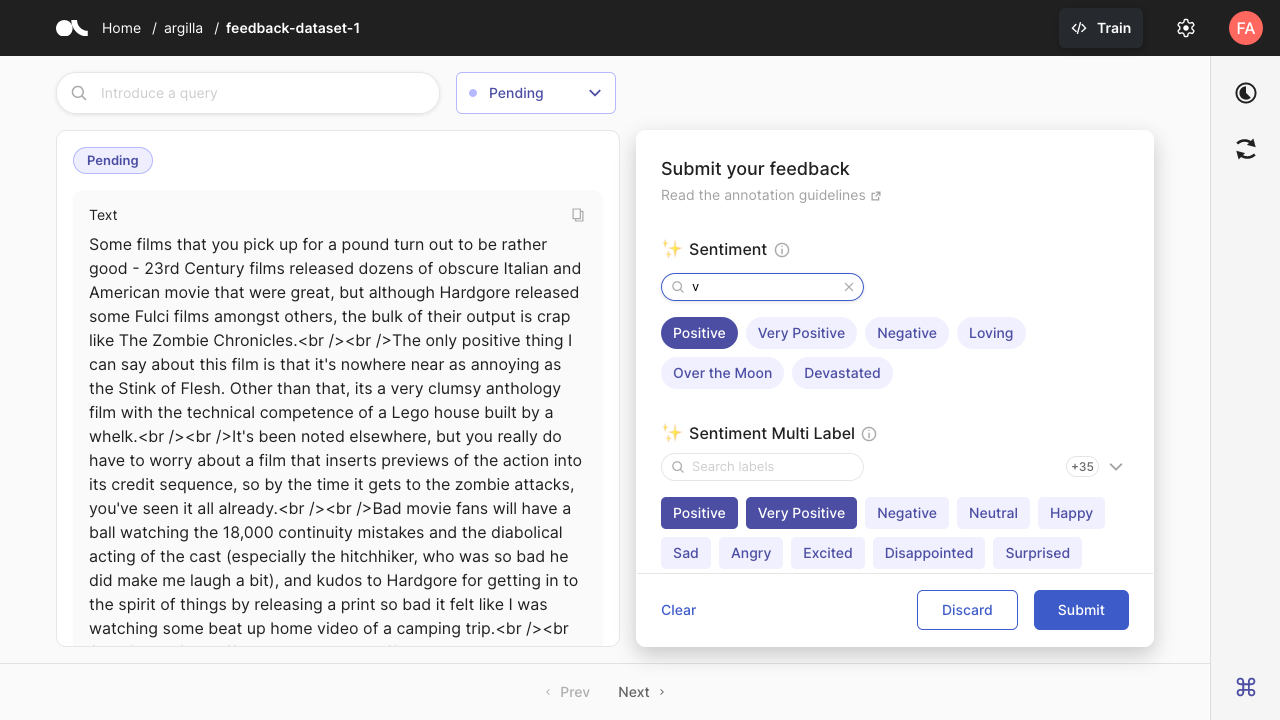 Home / argilla / feedback-dataset-1
Train
FA
Introduce a query
Pending
Pending
Text
Some films that you pick up for a pound turn out to be rather
good - 23rd Century films released dozens of obscure Italian and
American movie that were great, but although Hardgore released
some Fulci films amongst others, the bulk of their output is crap
like The Zombie Chronicles.<br /><br />The only positive thing I
can say about this film is that it's nowhere near as annoying as
the Stink of Flesh. Other than that, its a very clumsy anthology
film with the technical competence of a Lego house built by a
whelk.<br /><br />It's been noted elsewhere, but you really do
have to worry about a film that inserts previews of the action into
its credit sequence, so by the time it gets to the zombie attacks,
you've seen it all already.<br /><br />Bad movie fans will have a
ball watching the 18,000 continuity mistakes and the diabolical
acting of the cast (especially the hitchhiker, who was so bad he
did make me laugh a bit), and kudos to Hardgore for getting in to
the spirit of things by releasing a print so bad it felt like I was
watching some beat up home video of a camping trip.<br /><br
Submit your feedback
Read the annotation guidelines
✨ Sentiment
v
Positive Very Positive Negative Loving
Over the Moon Devastated
✨ Sentiment Multi Label
Search labels
+35
Positive Very Positive Negative Neutral Happy
Sad Angry Excited Disappointed Surprised
Clear Discard Submit
Prev Next